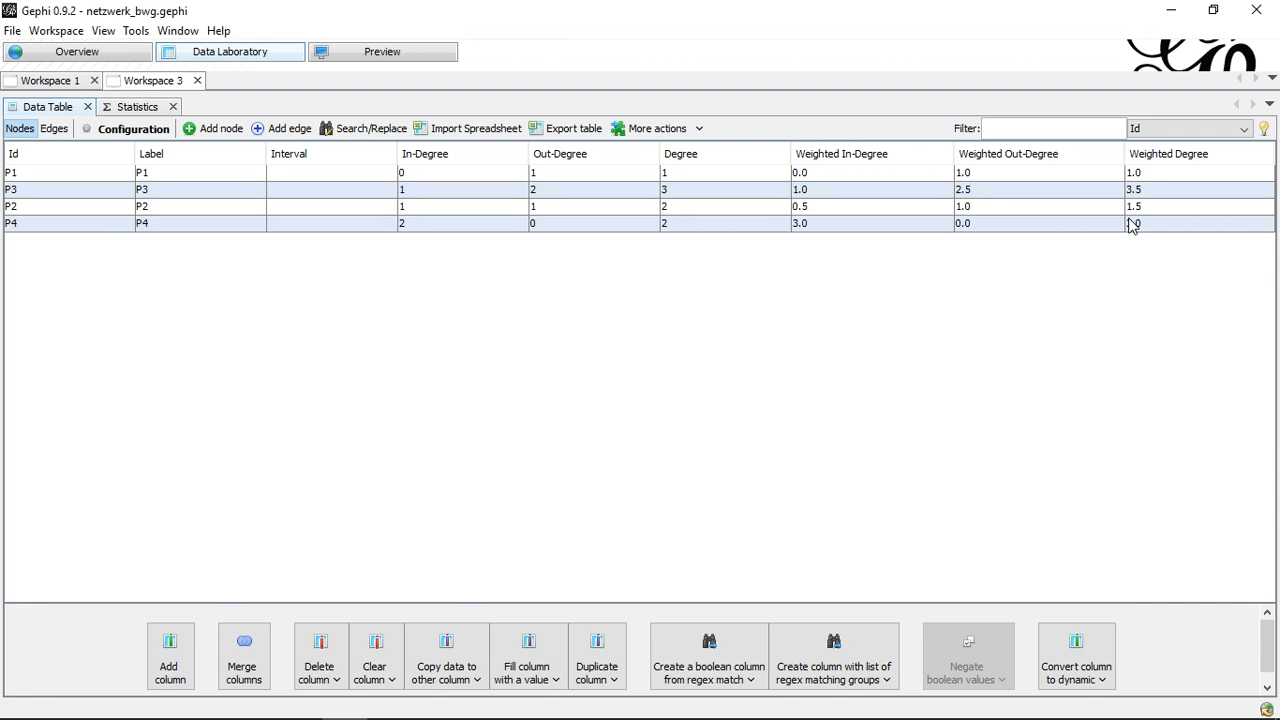 Gephi 0.9.2 - netzwerk_bwg.gephi
File Workspace View Tools Window Help
Overview Data Laboratory Preview
Workspace 1 Workspace 3
Data Table Statistics
Nodes Edges Configuration Add node Add edge Search/Replace Import Spreadsheet Export table More actions Filter: Id
Id Label Interval In-Degree Out-Degree Degree Weighted In-Degree Weighted Out-Degree Weighted Degree
P1 P1 0 1 1 0.0 1.0 1.0
P3 P3 1 2 3 1.0 2.5 3.5
P2 P2 1 1 2 0.5 1.0 1.5
P4 P4 2 0 2 3.0 0.0
Add column
Merge columns
Delete column
Clear column
Copy data to other column
Fill column with a value
Duplicate column
Create a boolean column from regex match
Create column with list of regex matching groups
Negate boolean values
Convert column to dynamic